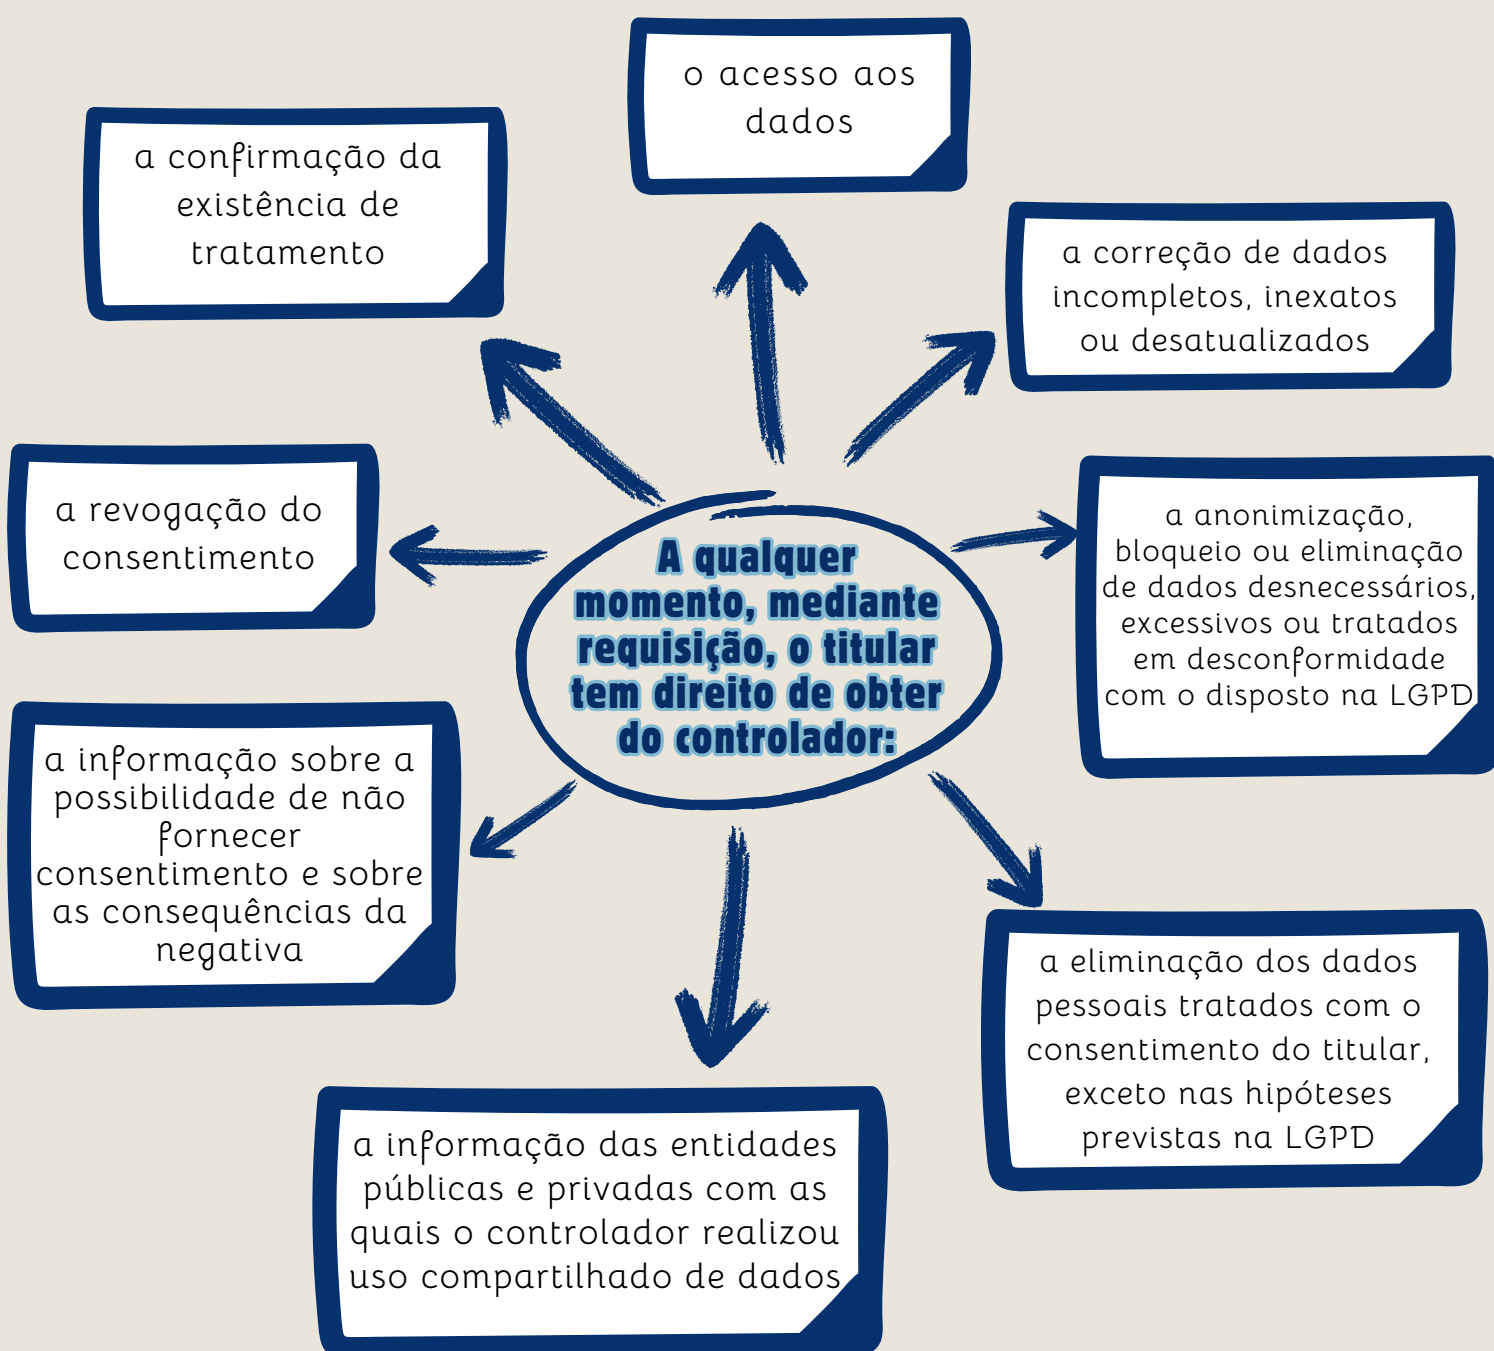 o acesso aos
dados
a confirmação da
existência de
tratamento
a correção de dados
incompletos, inexatos
ou desatualizados
a revogação do
consentimento
A qualquer
momento, mediante
requisição, o titular
tem direito de obter
do controlador:
a anonimização,
bloqueio ou eliminação
de dados desnecessários,
excessivos ou tratados
em desconformidade
com o disposto na LGPD
a informação sobre a
possibilidade de não
fornecer
consentimento e sobre
as consequências da
negativa
a eliminação dos dados
pessoais tratados com o
consentimento do titular,
exceto nas hipóteses
previstas na LGPD
a informação das entidades
públicas e privadas com as
quais o controlador realizou
uso compartilhado de dados